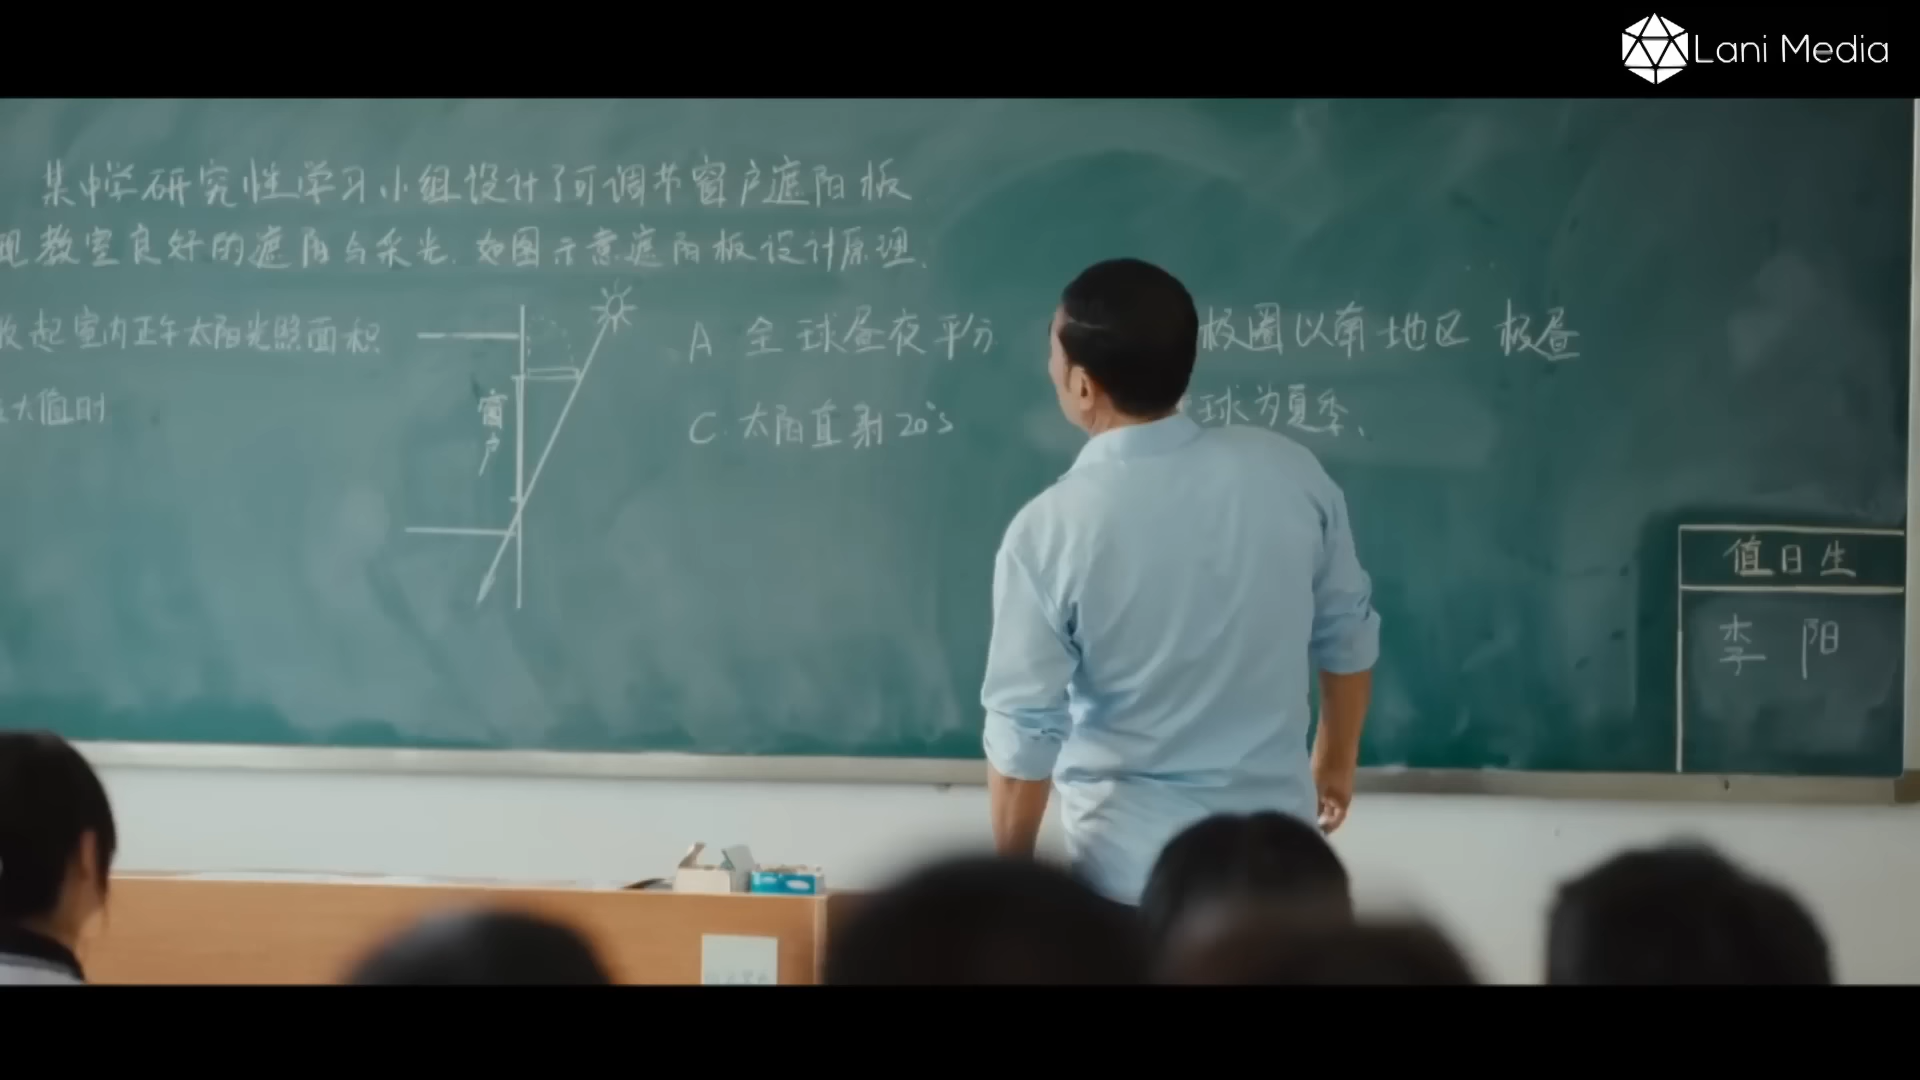 Lani Media
集中学研究性学习小组设计了可调节窗户遮阳板
现教室良好的遮阳与采光.如图示意遮阳板设计原理.
收起室内正午太阳光照面积
大值时
窗户
A 全球昼夜平分
极圈以南地区 极昼
C.太阳直射20°S
球为夏季、
值日生
李 阳